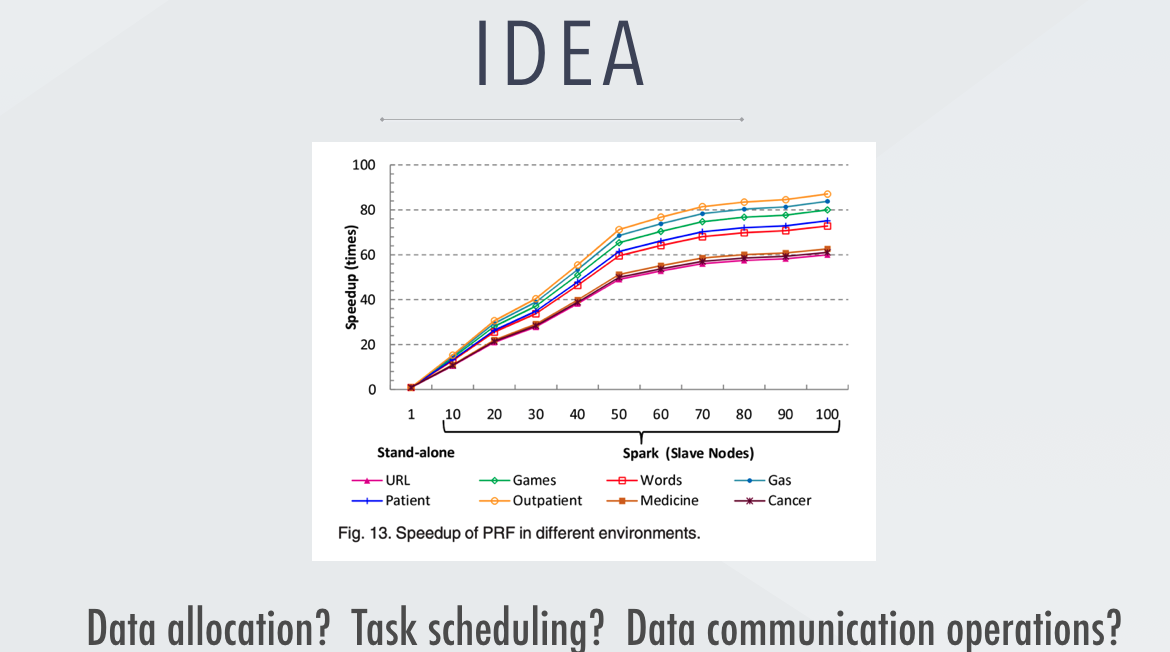 IDEA
100
80
60
40
20
0
Speedup (times)
1 10 20 30 40 50 60 70 80 90 100
Stand-alone Spark (Slave Nodes)
URL Games Words Gas
Patient Outpatient Medicine Cancer
Fig. 13. Speedup of PRF in different environments.
Data allocation? Task scheduling? Data communication operations?